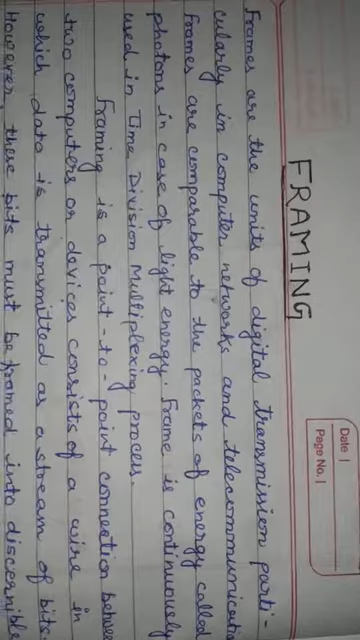 Date |
Page No. |
FRAMING
Frames are the units of digital transmission parti-
cularly in computer networks and telecommunicati
Frames are comparable to the packets of energy called
photons in case of light energy. Frame is continuously
used in Time Division Multiplexing process.
Framing is a point-to-point connection betwee
two computers or devices consists of a wire in
which data is transmitted as a stream of bits.
However, these bits must be framed into discernible